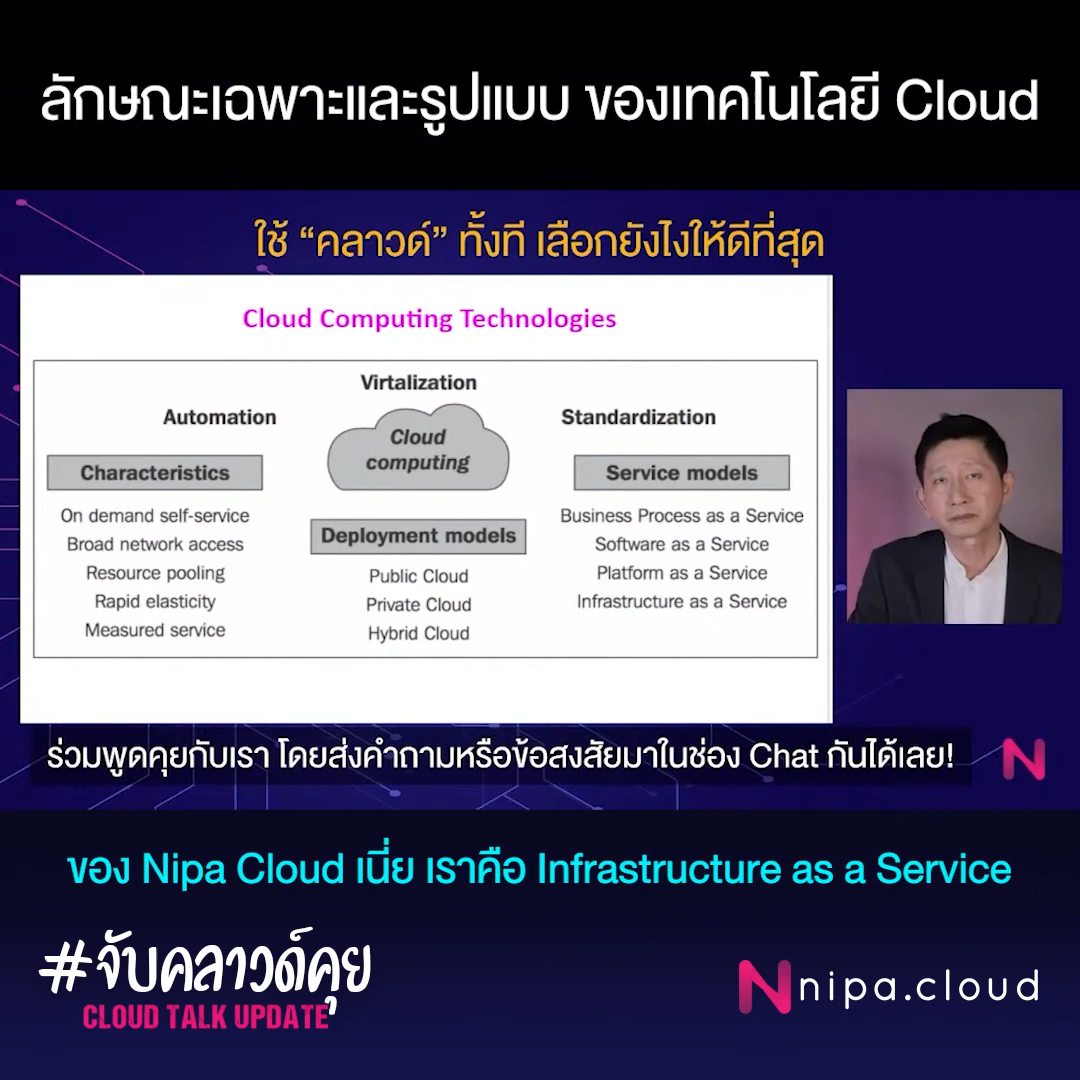 ลักษณะเฉพาะและรูปแบบ ของเทคโนโลยี Cloud
ใช้ “คลาวด์” ทั้งที เลือกยังไงให้ดีที่สุด
Cloud Computing Technologies
Virtalization
Automation
Standardization
Cloud
computing
Characteristics
On demand self-service
Broad network access
Resource pooling
Rapid elasticity
Measured service
Deployment models
Public Cloud
Private Cloud
Hybrid Cloud
Service models
Business Process as a Service
Software as a Service
Platform as a Service
Infrastructure as a Service
ร่วมพูดคุยกับเรา โดยส่งคำถามหรือข้อสงสัยมาในช่อง Chat กันได้เลย!
N
ของ Nipa Cloud เนี่ย เราคือ Infrastructure as a Service
#จับคลาวด์คุย
CLOUD TALK UPDATE
N nipa.cloud